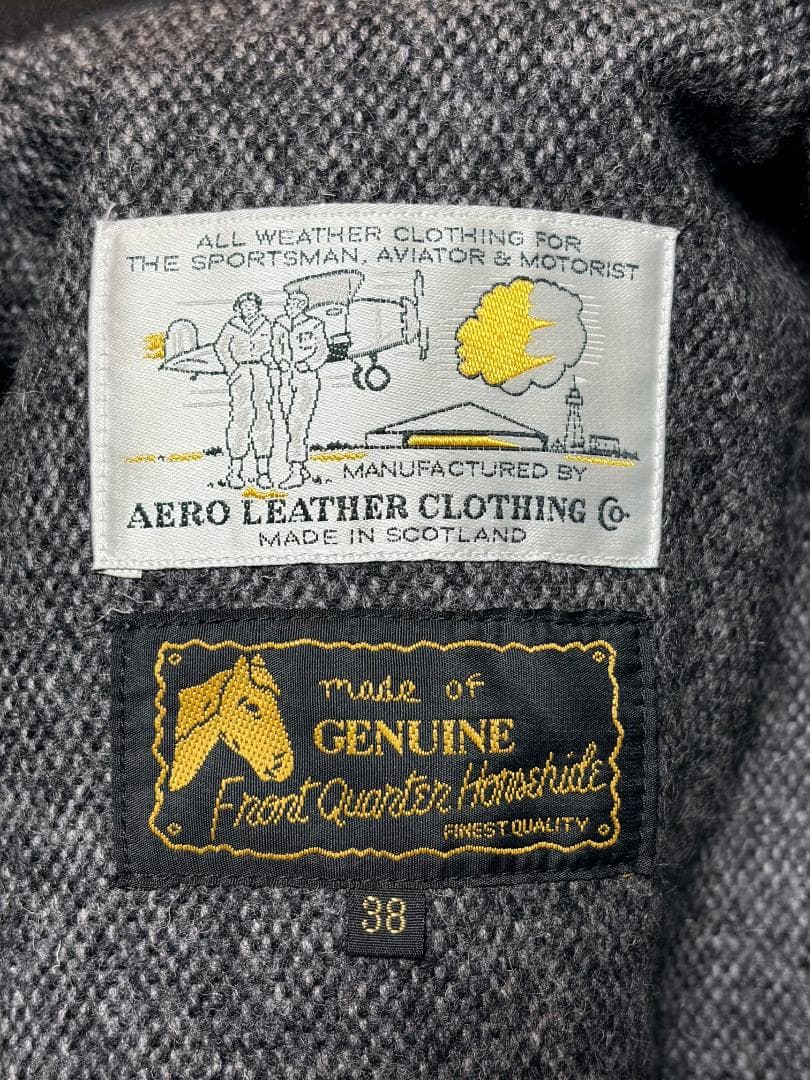 ALL WEATHER CLOTHING FOR
THE SPORTSMAN, AVIATOR & MOTORIST
MANUFACTURED BY
AERO LEATHER CLOTHING Co.
MADE IN SCOTLAND
made of
GENUINE
Front Quarter Horsehide
FINEST QUALITY
38